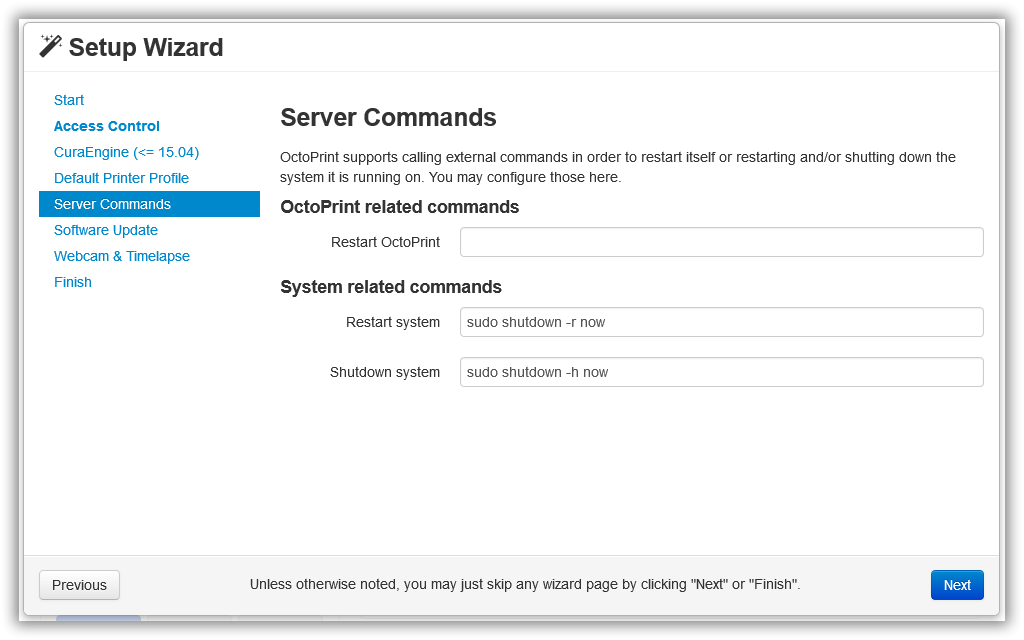 Setup Wizard
Start
Access Control
CuraEngine (<= 15.04)
Default Printer Profile
Server Commands
Software Update
Webcam & Timelapse
Finish
Server Commands
OctoPrint supports calling external commands in order to restart itself or restarting and/or shutting down the
system it is running on. You may configure those here.
OctoPrint related commands
Restart OctoPrint
System related commands
Restart system sudo shutdown -r now
Shutdown system sudo shutdown -h now
Previous Unless otherwise noted, you may just skip any wizard page by clicking "Next" or "Finish". Next